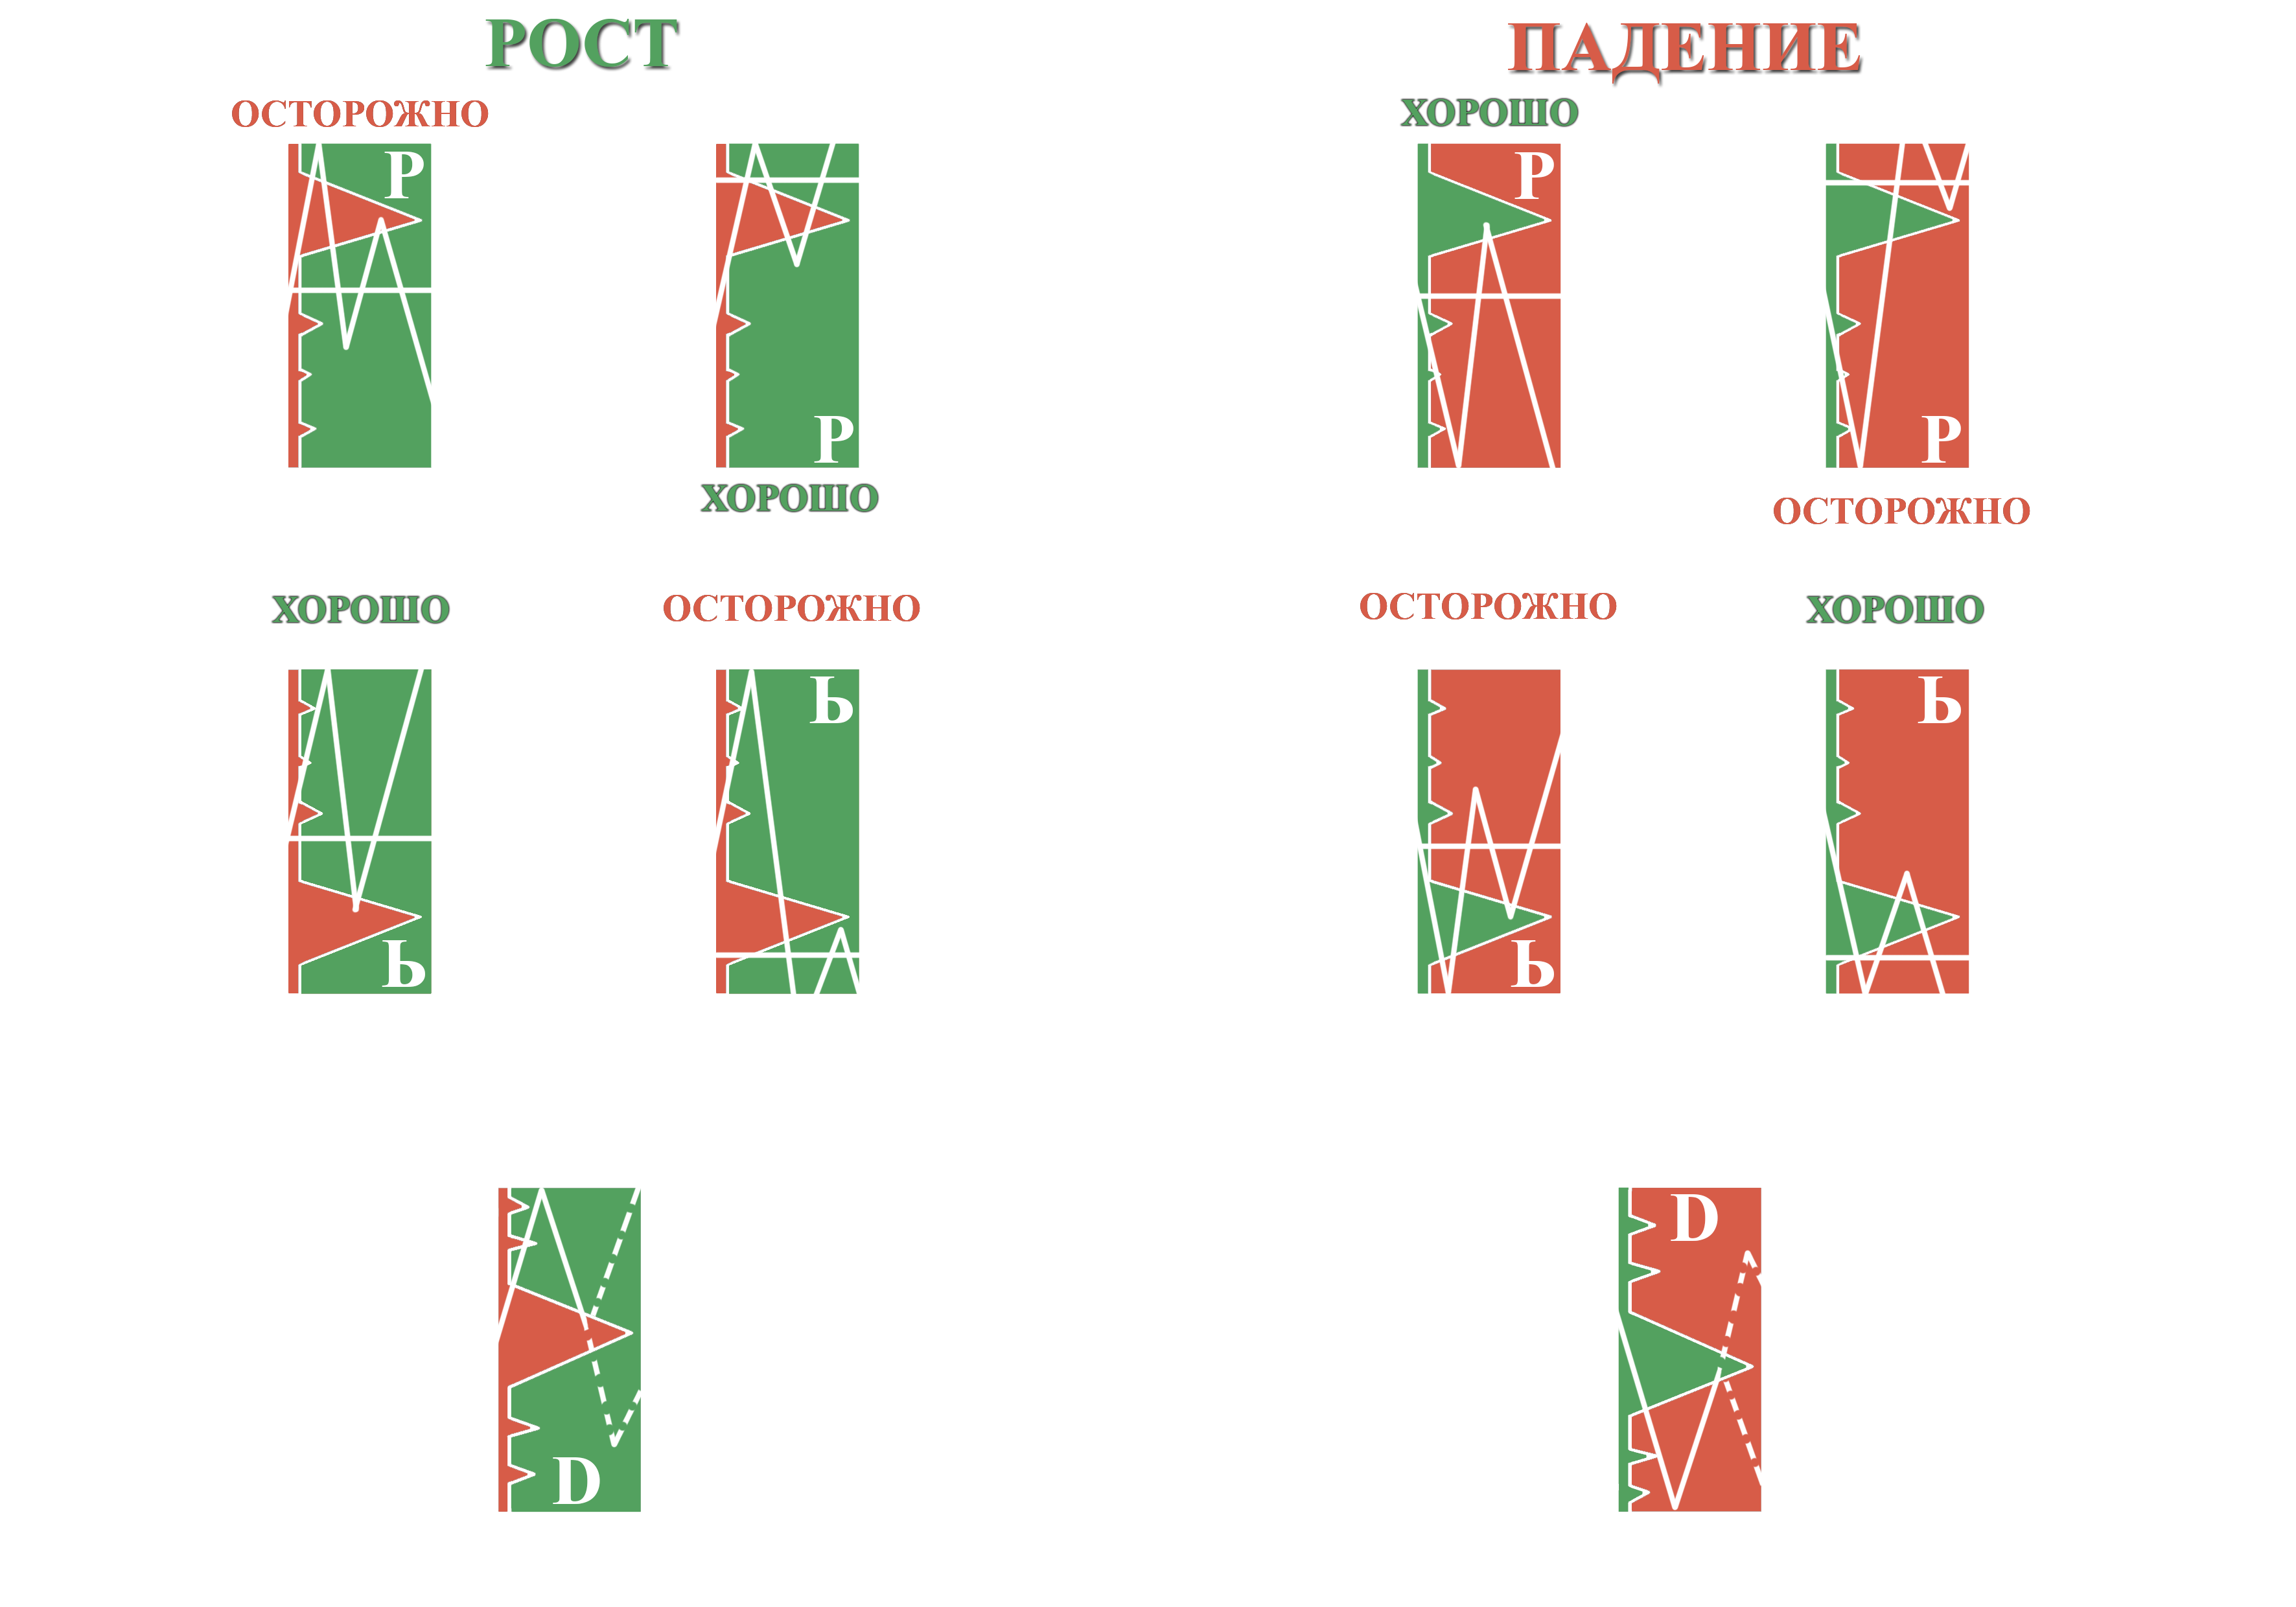 РОСТ
ПАДЕНИЕ
ОСТОРОЖНО
ХОРОШО
Р
Р
Р
Р
ХОРОШО
ОСТОРОЖНО
ХОРОШО
ОСТОРОЖНО
ОСТОРОЖНО
ХОРОШО
Ь
Ь
Ь
Ь
D
D